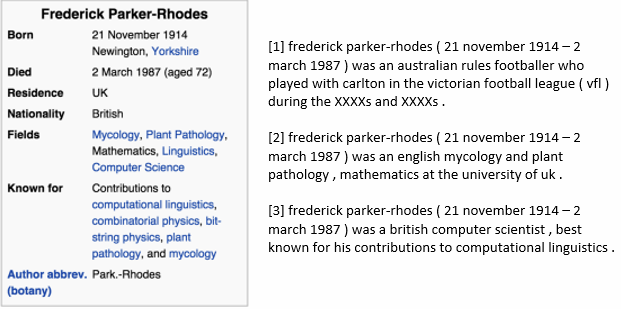 Frederick Parker-Rhodes
Born 21 November 1914
Newington, Yorkshire
Died 2 March 1987 (aged 72)
Residence UK
Nationality British
Fields Mycology, Plant Pathology,
Mathematics, Linguistics,
Computer Science
Known for Contributions to
computational linguistics,
combinatorial physics, bit-
string physics, plant
pathology, and mycology
Author abbrev. Park.-Rhodes
(botany)
[1] frederick parker-rhodes ( 21 november 1914 – 2
march 1987 ) was an australian rules footballer who
played with carlton in the victorian football league ( vfl )
during the XXXXs and XXXXs .
[2] frederick parker-rhodes ( 21 november 1914 – 2
march 1987 ) was an english mycology and plant
pathology , mathematics at the university of uk .
[3] frederick parker-rhodes ( 21 november 1914 – 2
march 1987 ) was a british computer scientist , best
known for his contributions to computational linguistics .